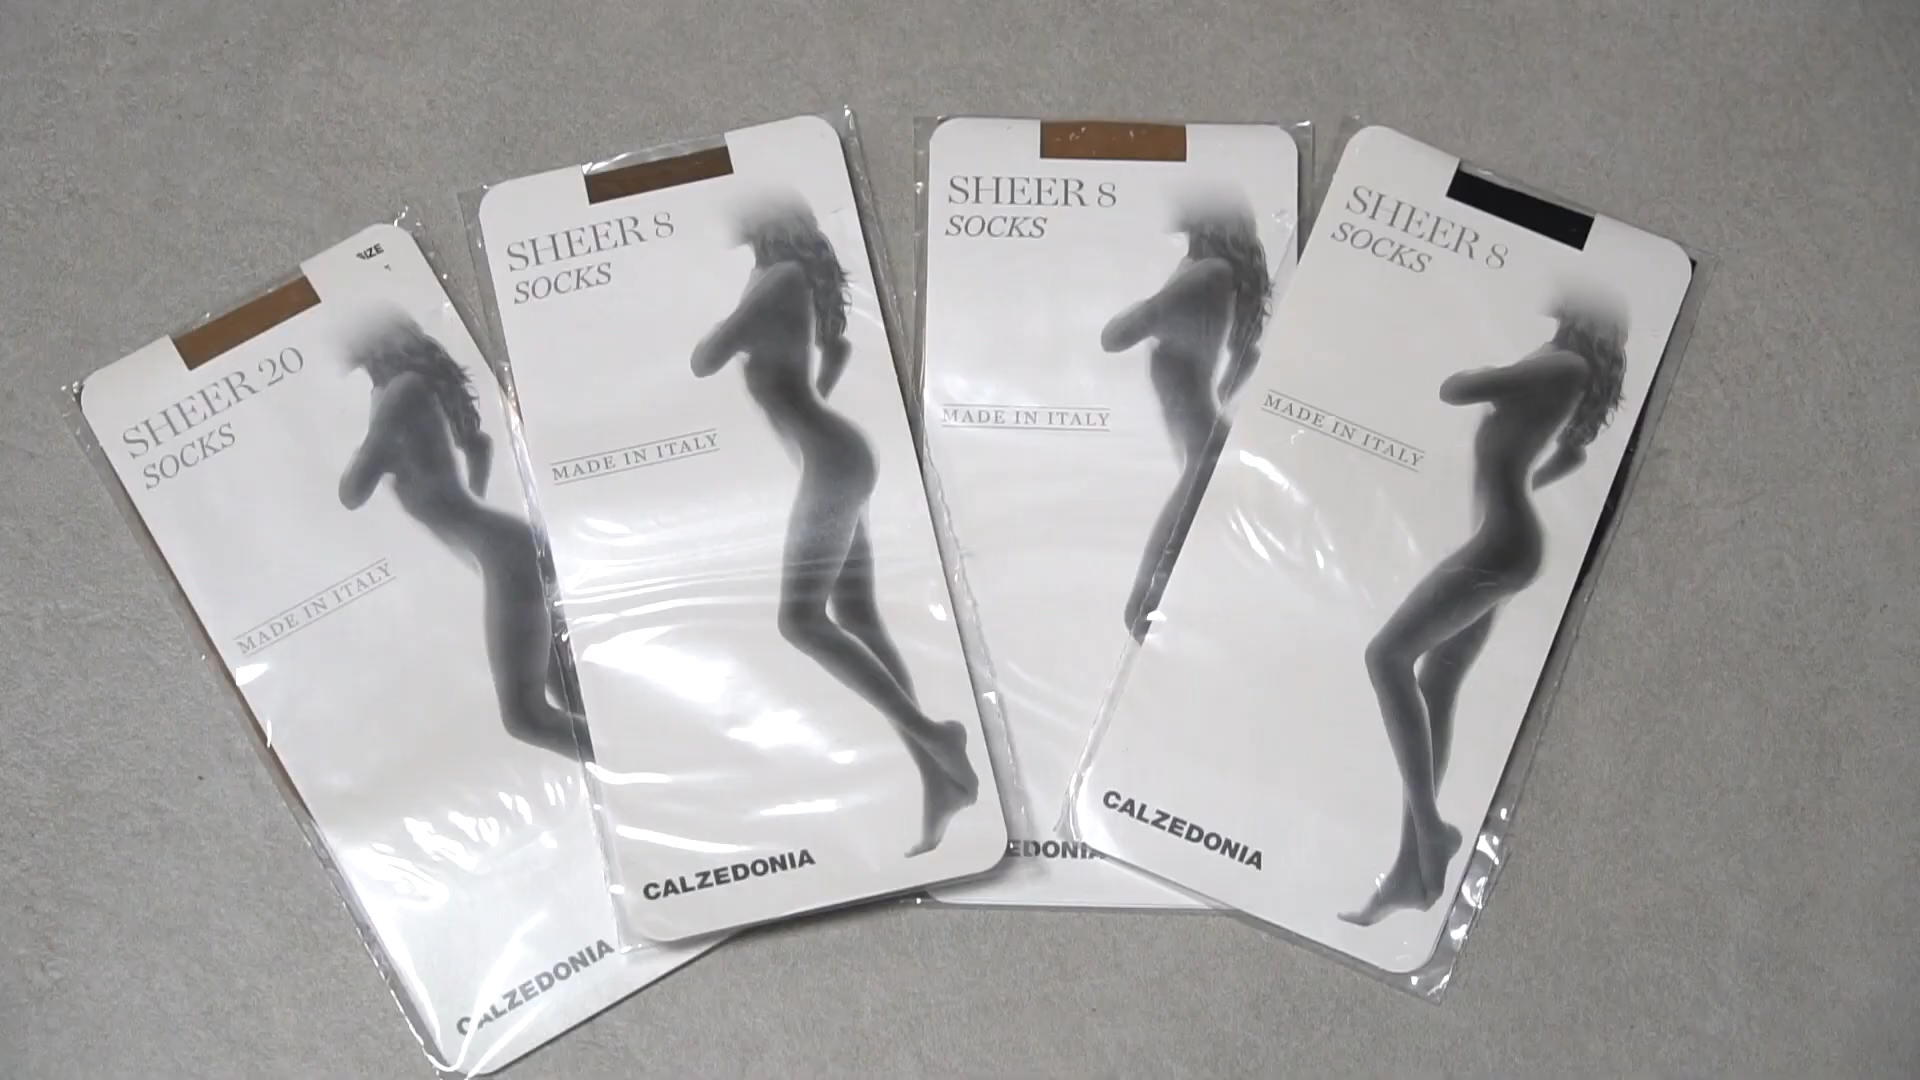 SIZE
SHEER 20
SOCKS
MADE IN ITALY
CALZEDONIA
SHEER 8
SOCKS
MADE IN ITALY
CALZEDONIA
SHEER 8
SOCKS
MADE IN ITALY
EDONIA
SHEER 8
SOCKS
MADE IN ITALY
CALZEDONIA